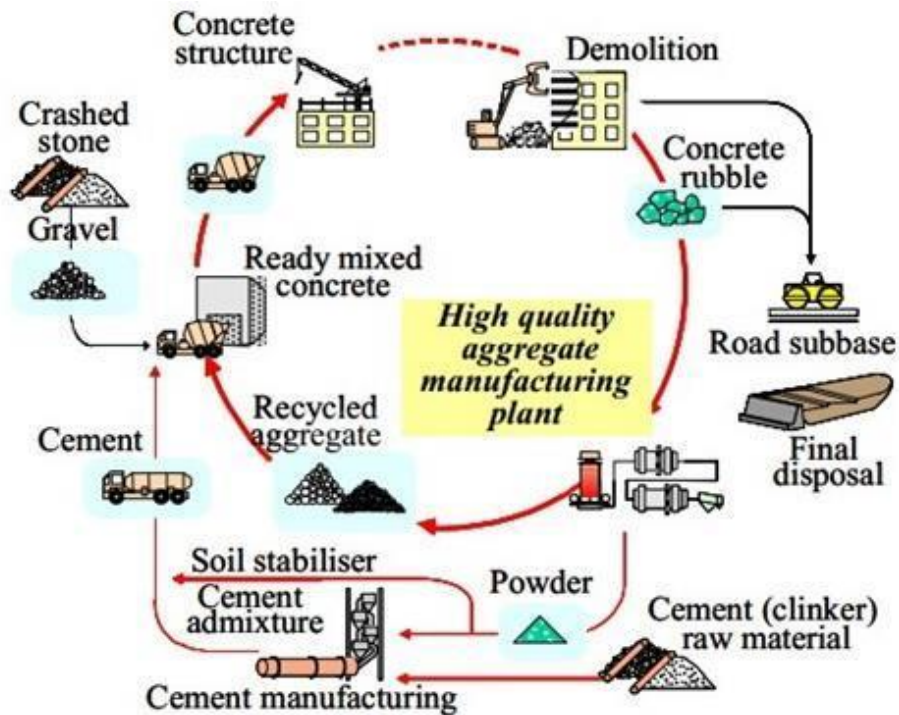 Concrete
structure
Demolition
Crashed
stone
Concrete
rubble
Gravel
Ready mixed
concrete
High quality
aggregate
manufacturing
plant
Road subbase
Recycled
aggregate
Cement
Final
disposal
Soil stabiliser
Powder
Cement
admixture
Cement (clinker)
raw material
Cement manufacturing